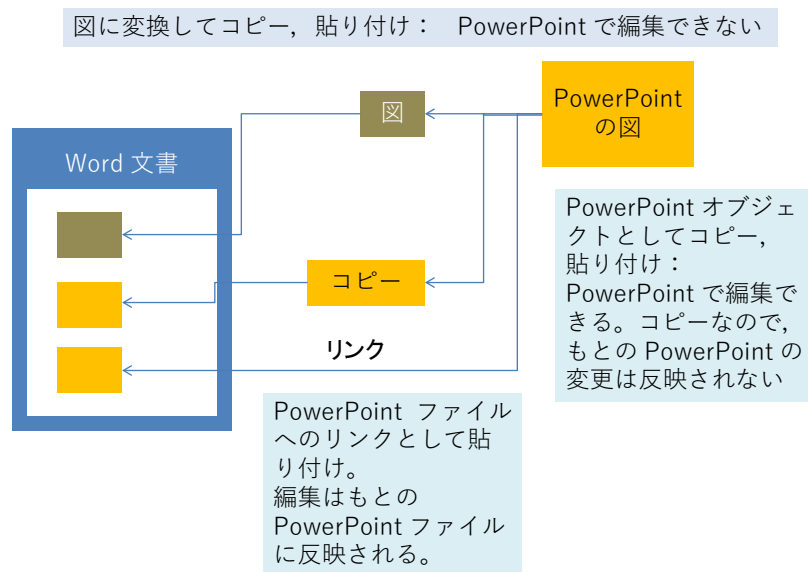 図に変換してコピー，貼り付け：　PowerPoint で編集できない
図
PowerPoint
の図
Word 文書
PowerPoint オブジェ
クトとしてコピー，
貼り付け：
PowerPoint で編集で
きる。コピーなので，
もとの PowerPoint の
変更は反映されない
コピー
リンク
PowerPoint ファイル
へのリンクとして貼
り付け。
編集はもとの
PowerPoint ファイル
に反映される。